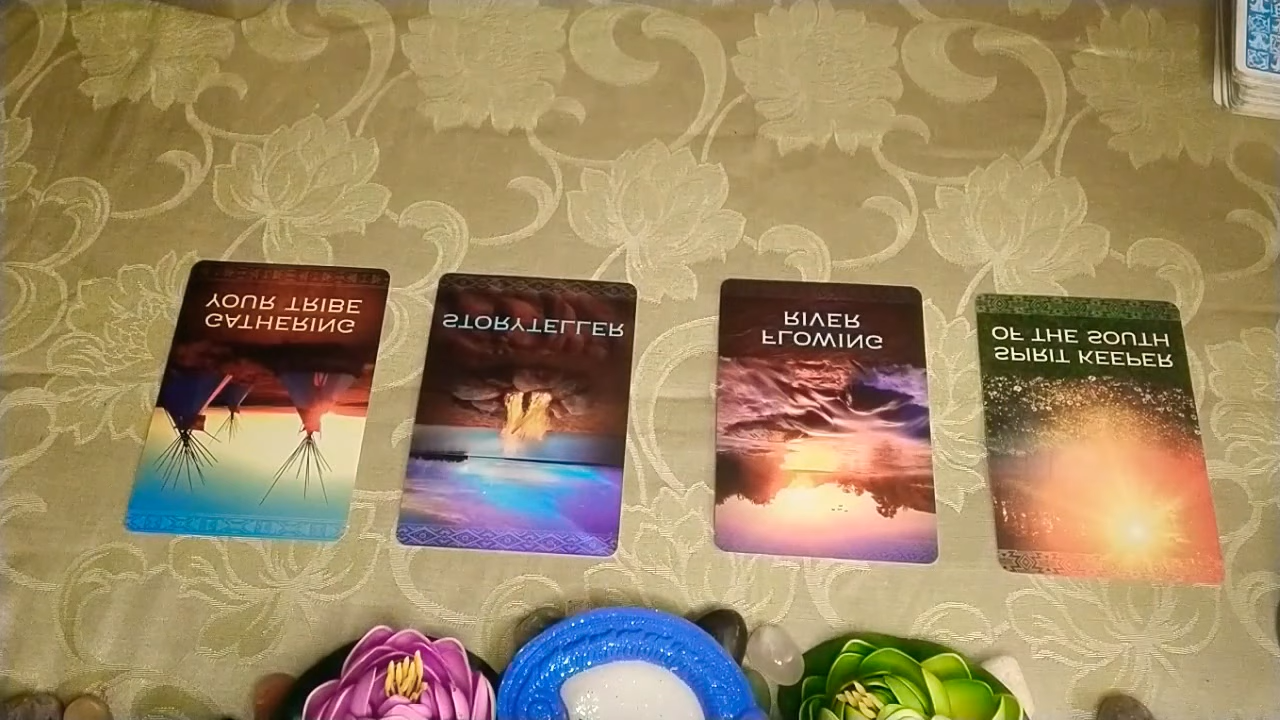 GATHERING
YOUR TRIBE
STORYTELLER
FLOWING
RIVER
SPIRIT KEEPER
OF THE SOUTH